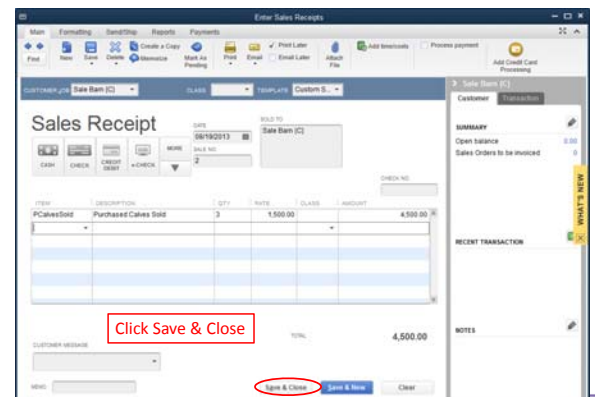 Enter Sales Receipts
Main Formatting Send/Ship Reports Payments
Find New Save Delete Create a Copy Memorize Mark As Pending Print Email Print Later Email Later Attach File Add time/costs Process payment Add Credit Card Processing
CUSTOMER:JOB Sale Barn {C} CLASS TEMPLATE Custom S...
Sale Barn {C}
Customer Transaction
Sales Receipt
DATE
09/19/2013
SALE NO.
2
SOLD TO
Sale Barn {C}
CASH CHECK CREDIT DEBIT e-CHECK MORE
CHECK NO.
SUMMARY
Open balance 0.00
Sales Orders to be invoiced 0
WHAT'S NEW
RECENT TRANSACTION
NOTES
ITEM DESCRIPTION QTY RATE CLASS AMOUNT
PCalvesSold Purchased Calves Sold 3 1,500.00 4,500.00
Click Save & Close
TOTAL 4,500.00
CUSTOMER MESSAGE
MEMO
Save & Close Save & New Clear